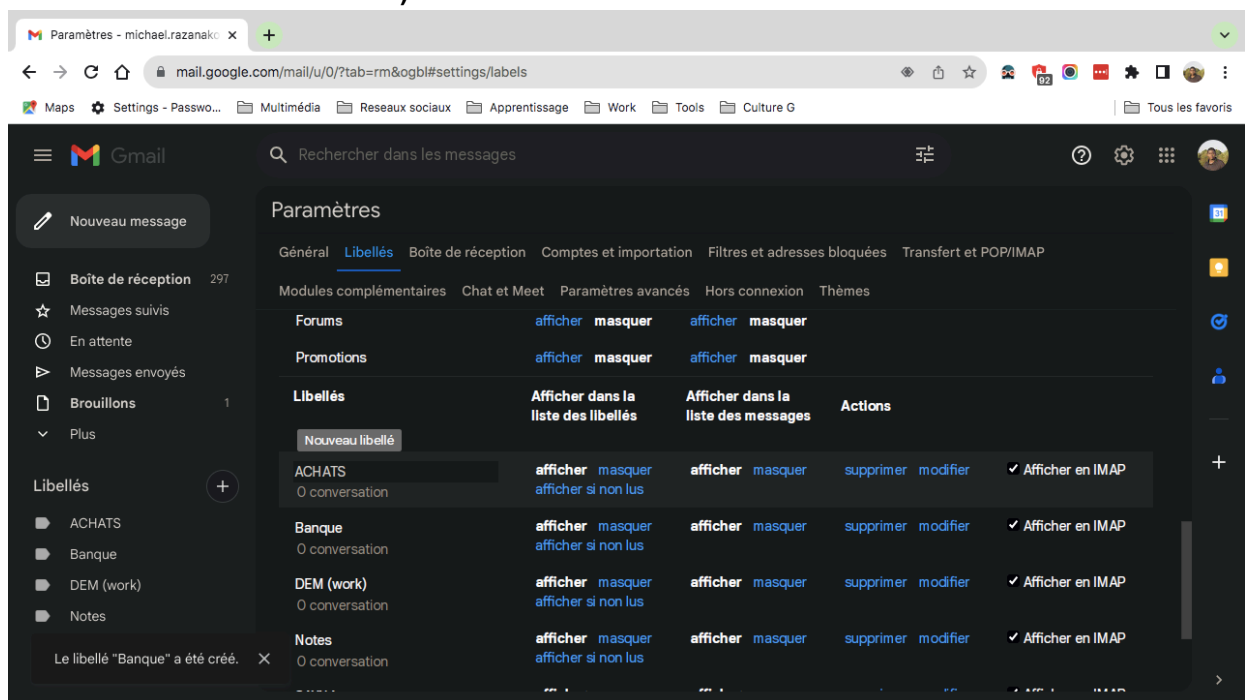 Paramètres - michael.razanako
mail.google.com/mail/u/0/?tab=rm&ogbl#settings/labels
92
Maps Settings - Passwo... Multimédia Reseaux sociaux Apprentissage Work Tools Culture G Tous les favoris
Gmail
Rechercher dans les messages
Nouveau message
Boîte de réception 297
Messages suivis
En attente
Messages envoyés
Brouillons 1
Plus
Libellés
ACHATS
Banque
DEM (work)
Notes
Le libellé "Banque" a été créé.
Paramètres
Général Libellés Boîte de réception Comptes et importation Filtres et adresses bloquées Transfert et POP/IMAP
Modules complémentaires Chat et Meet Paramètres avancés Hors connexion Thèmes
Forums afficher masquer afficher masquer
Promotions afficher masquer afficher masquer
Libellés Afficher dans la liste des libellés Afficher dans la liste des messages Actions
Nouveau libellé
ACHATS afficher masquer afficher masquer supprimer modifier Afficher en IMAP
0 conversation afficher si non lus
Banque afficher masquer afficher masquer supprimer modifier Afficher en IMAP
0 conversation afficher si non lus
DEM (work) afficher masquer afficher masquer supprimer modifier Afficher en IMAP
0 conversation afficher si non lus
Notes afficher masquer afficher masquer supprimer modifier Afficher en IMAP
0 conversation afficher si non lus
31